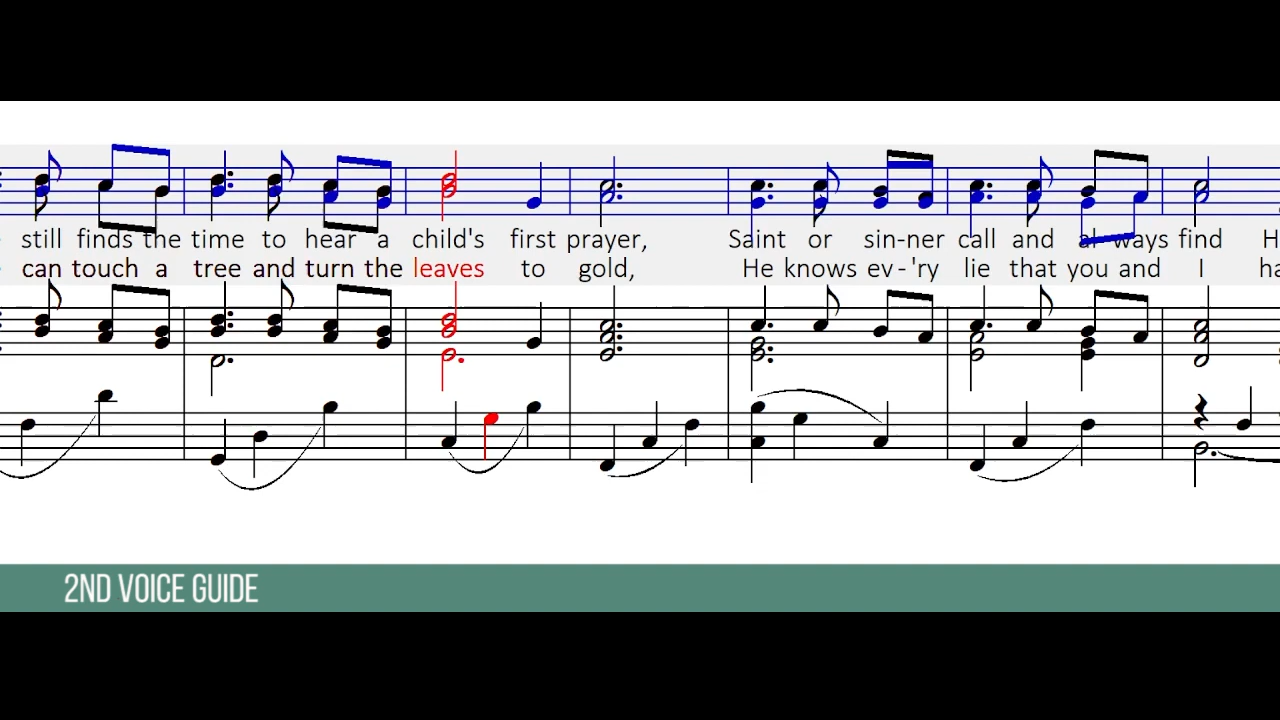 still finds the time to hear a child's first prayer, Saint or sin-ner call and al-ways find H
can touch a tree and turn the leaves to gold, He knows ev-'ry lie that you and I ha
2ND VOICE GUIDE